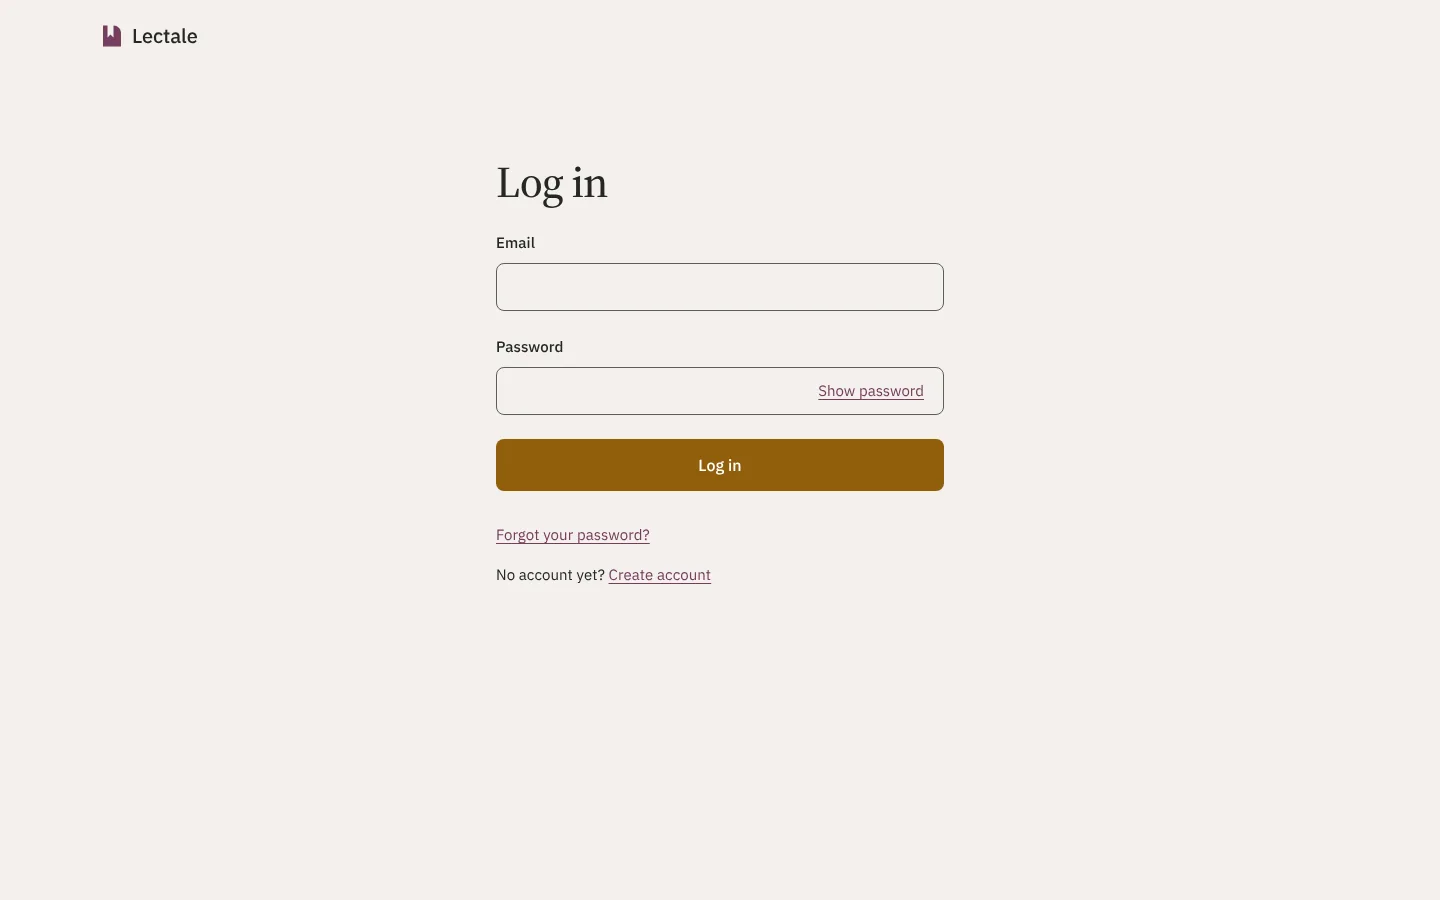 Lectale
Log in
Email
Password
Show password
Log in
Forgot your password?
No account yet? Create account